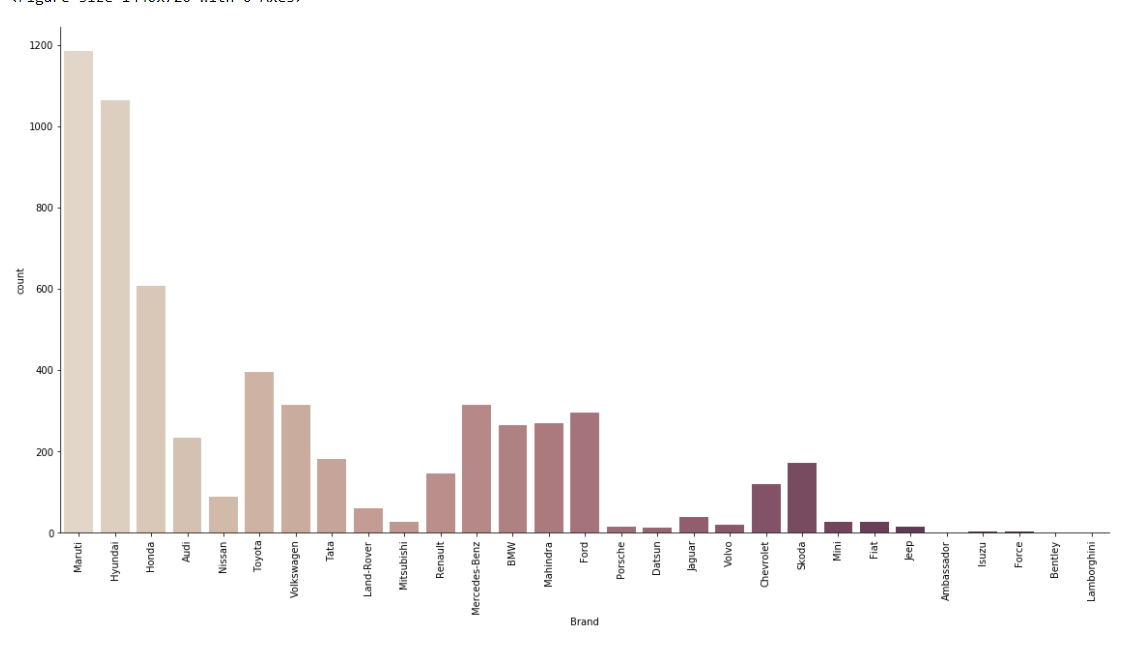 1200
1000
800
600
400
200
0
count
Maruti
Hyundai
Honda
Audi
Nissan
Toyota
Volkswagen
Tata
Land-Rover
Mitsubishi
Renault
Mercedes-Benz
BMW
Mahindra
Ford
Porsche
Datsun
Jaguar
Volvo
Chevrolet
Skoda
Mini
Fiat
Jeep
Ambassador
Isuzu
Force
Bentley
Lamborghini
Brand